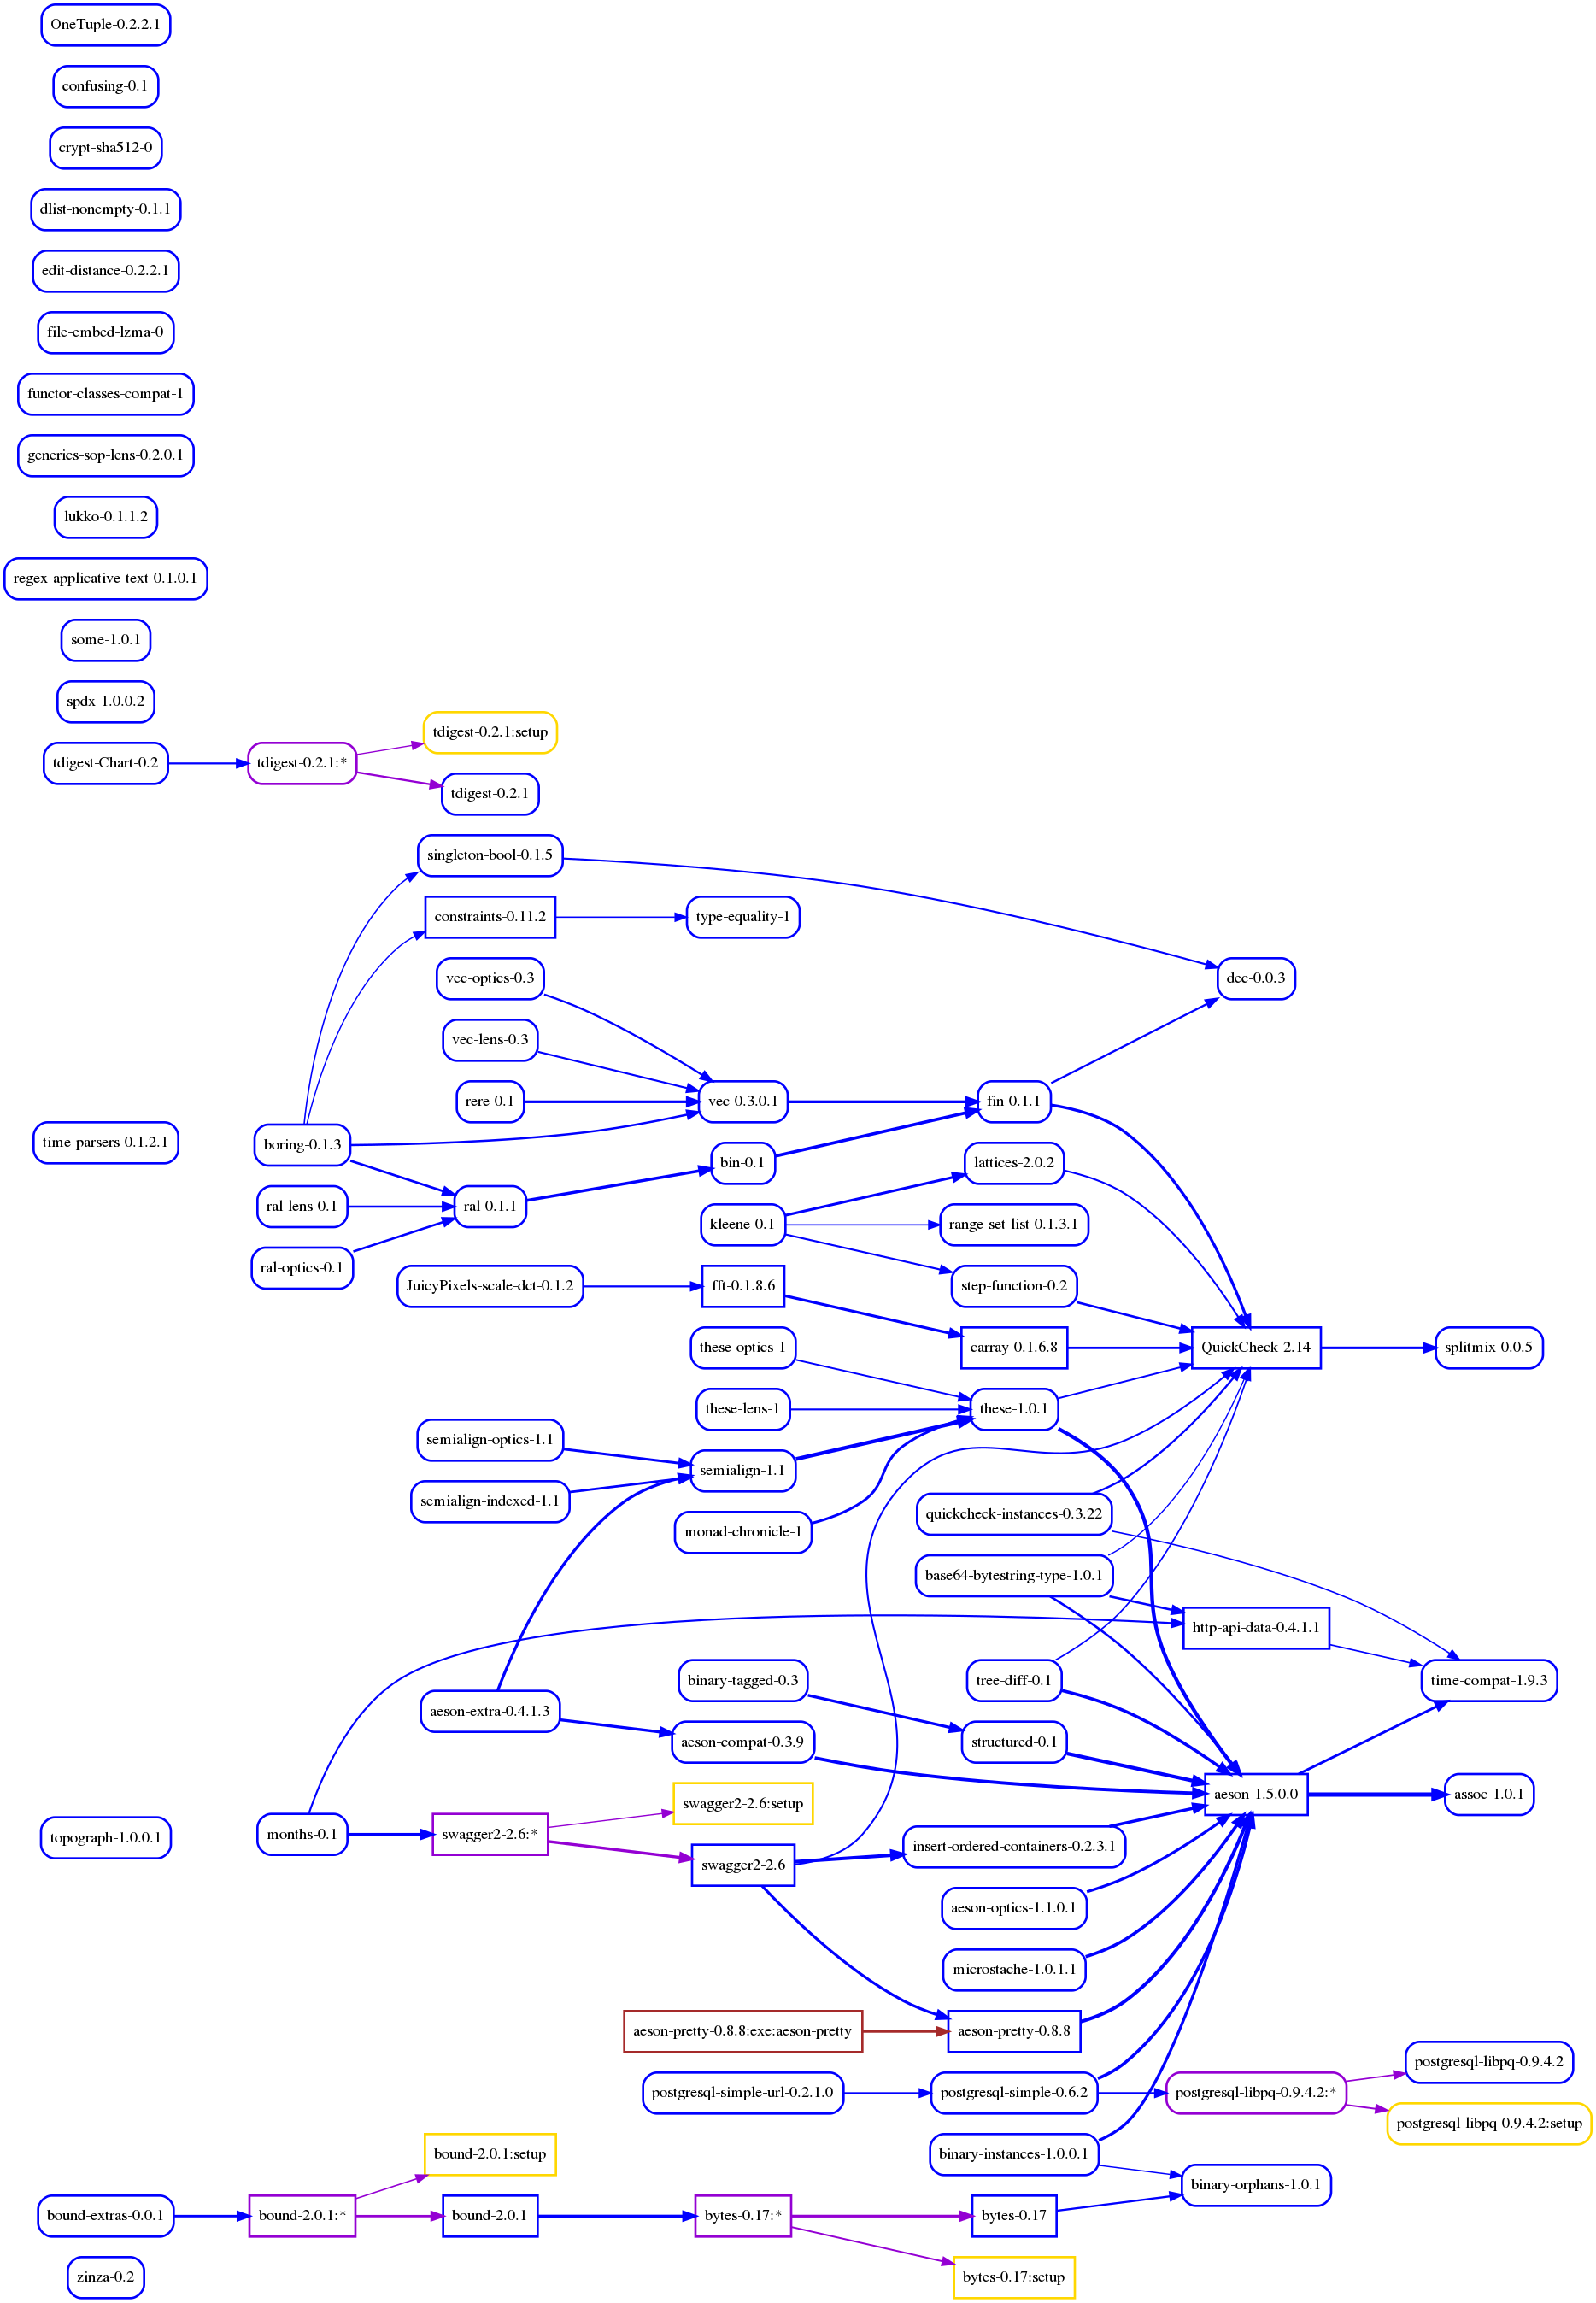 OneTuple-0.2.2.1
confusing-0.1
crypt-sha512-0
dlist-nonempty-0.1.1
edit-distance-0.2.2.1
file-embed-lzma-0
functor-classes-compat-1
generics-sop-lens-0.2.0.1
lukko-0.1.1.2
regex-applicative-text-0.1.0.1
some-1.0.1
spdx-1.0.0.2
tdigest-0.2.1:setup
tdigest-Chart-0.2
tdigest-0.2.1:*
tdigest-0.2.1
singleton-bool-0.1.5
constraints-0.11.2
type-equality-1
vec-optics-0.3
dec-0.0.3
vec-lens-0.3
rere-0.1
vec-0.3.0.1
fin-0.1.1
time-parsers-0.1.2.1
boring-0.1.3
bin-0.1
lattices-2.0.2
ral-lens-0.1
ral-0.1.1
kleene-0.1
range-set-list-0.1.3.1
ral-optics-0.1
JuicyPixels-scale-dct-0.1.2
fft-0.1.8.6
step-function-0.2
these-optics-1
carray-0.1.6.8
QuickCheck-2.14
splitmix-0.0.5
these-lens-1
these-1.0.1
semialign-optics-1.1
semialign-1.1
semialign-indexed-1.1
quickcheck-instances-0.3.22
monad-chronicle-1
base64-bytestring-type-1.0.1
http-api-data-0.4.1.1
binary-tagged-0.3
tree-diff-0.1
time-compat-1.9.3
aeson-extra-0.4.1.3
aeson-compat-0.3.9
structured-0.1
aeson-1.5.0.0
assoc-1.0.1
swagger2-2.6:setup
topograph-1.0.0.1
months-0.1
swagger2-2.6:*
insert-ordered-containers-0.2.3.1
swagger2-2.6
aeson-optics-1.1.0.1
microstache-1.0.1.1
aeson-pretty-0.8.8:exe:aeson-pretty
aeson-pretty-0.8.8
postgresql-libpq-0.9.4.2
postgresql-simple-url-0.2.1.0
postgresql-simple-0.6.2
postgresql-libpq-0.9.4.2:*
postgresql-libpq-0.9.4.2:setup
bound-2.0.1:setup
binary-instances-1.0.0.1
binary-orphans-1.0.1
bound-extras-0.0.1
bound-2.0.1:*
bound-2.0.1
bytes-0.17:*
bytes-0.17
zinza-0.2
bytes-0.17:setup